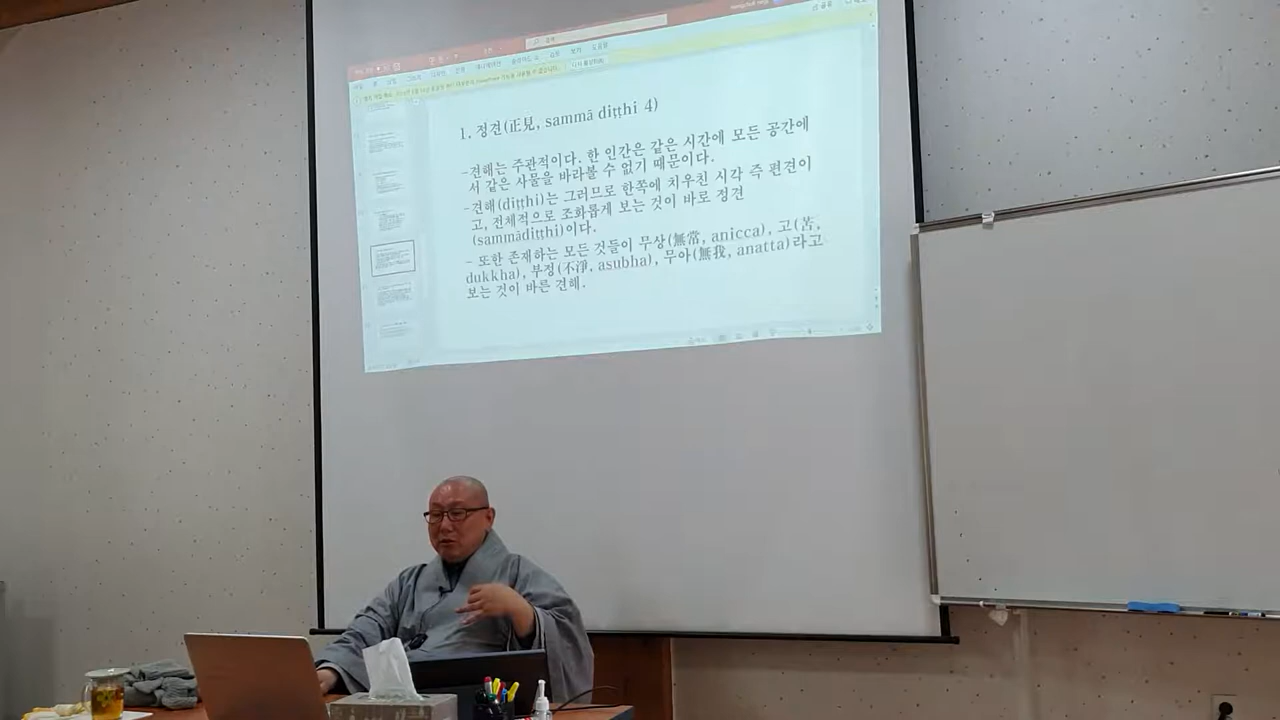 1. 정견(正見, sammā diṭṭhi 4)
-견해는 주관적이다. 한 인간은 같은 시간에 모든 공간에
서 같은 사물을 바라볼 수 없기 때문이다.
-견해(diṭṭhi)는 그러므로 한쪽에 치우친 시각 즉 편견이
고, 전체적으로 조화롭게 보는 것이 바로 정견
(sammādiṭṭhi)이다.
- 또한 존재하는 모든 것들이 무상(無常, anicca), 고(苦,
dukkha), 부정(不淨, asubha), 무아(無我, anatta)라고
보는 것이 바른 견해.